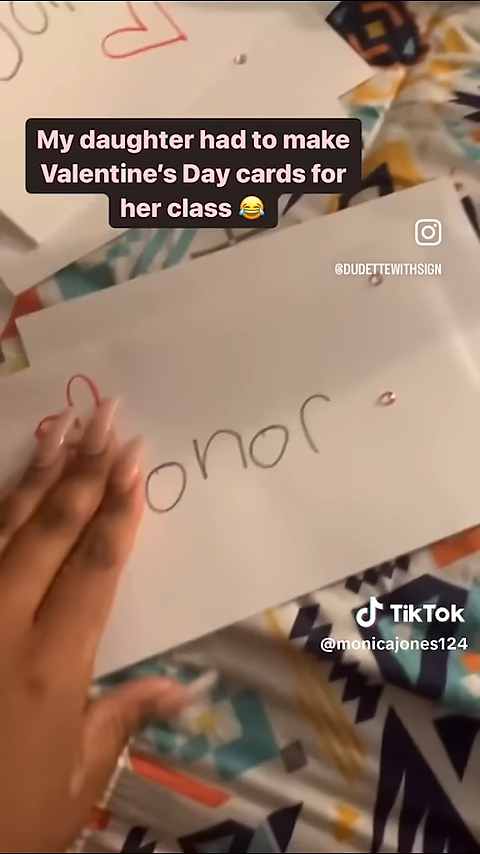 My daughter had to make
Valentine's Day cards for
her class 😂
@DUDETTEWITHSIGN
onor
TikTok
@monicajones124